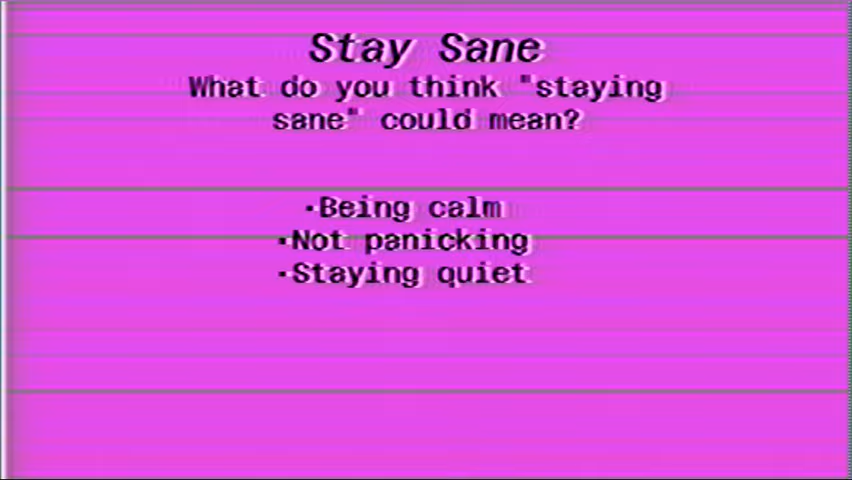 Stay Sane
What do you think "staying
sane" could mean?
·Being calm
·Not panicking
·Staying quiet